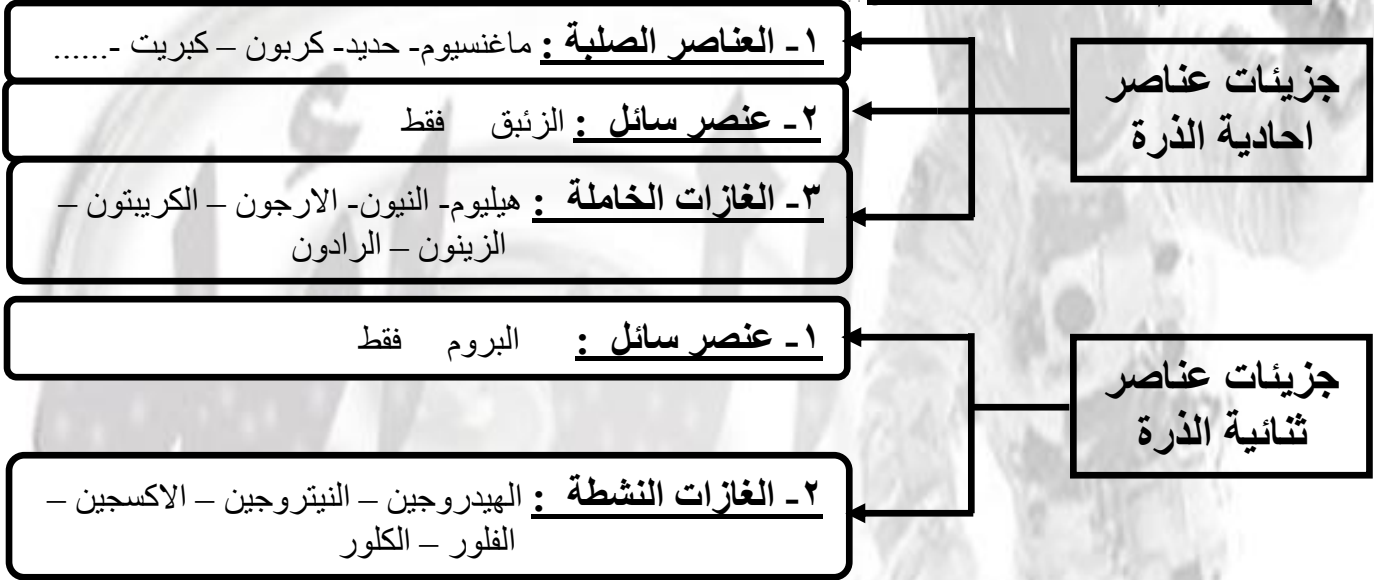 جزيئات عناصر
احادية الذرة
١- العناصر الصلبة : ماغنسيوم- حديد- كربون – كبريت -......
٢- عنصر سائل : الزئبق فقط
٣- الغازات الخاملة : هيليوم- النيون- الارجون – الكريبتون –
الزينون – الرادون
جزيئات عناصر
ثنائية الذرة
١- عنصر سائل : البروم فقط
٢- الغازات النشطة : الهيدروجين – النيتروجين – الاكسجين –
الفلور – الكلور